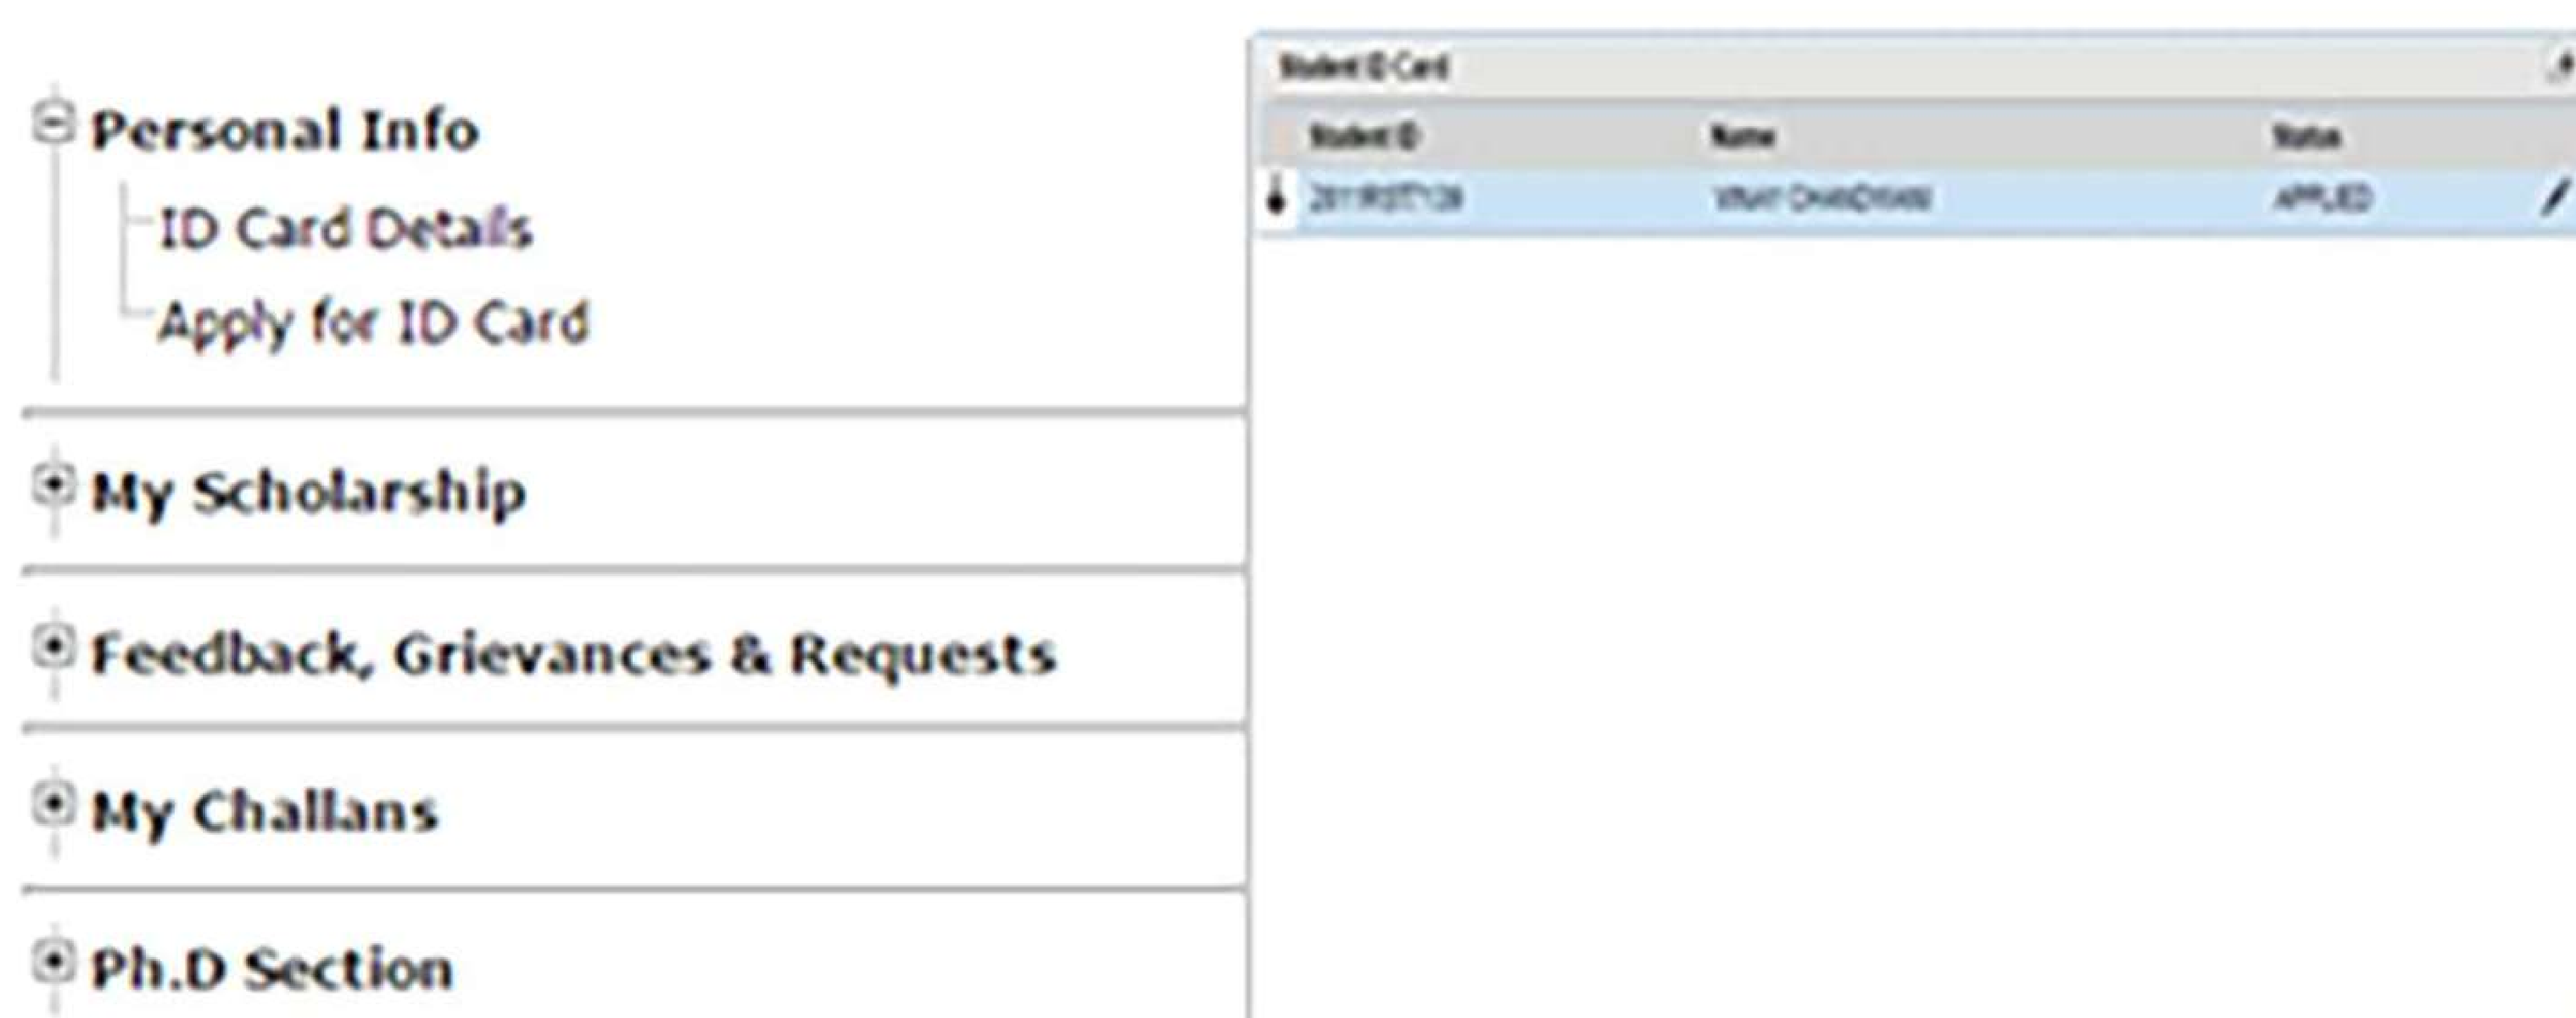 Personal Info
ID Card Details
Apply for ID Card
My Scholarship
Feedback, Grievances & Requests
My Challans
Ph.D Section
Student ID Card
Student ID Name Status
VINAY APPLIED